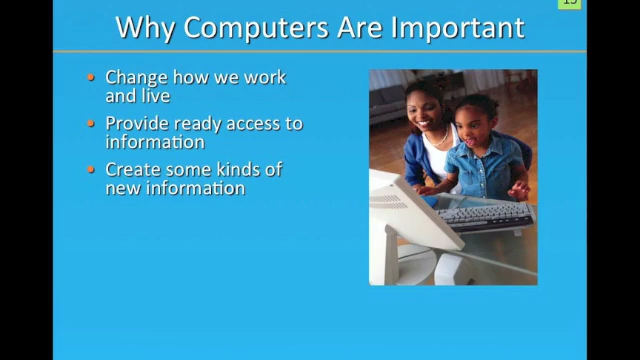 Why Computers Are Important
• Change how we work
and live
• Provide ready access to
information
• Create some kinds of
new information